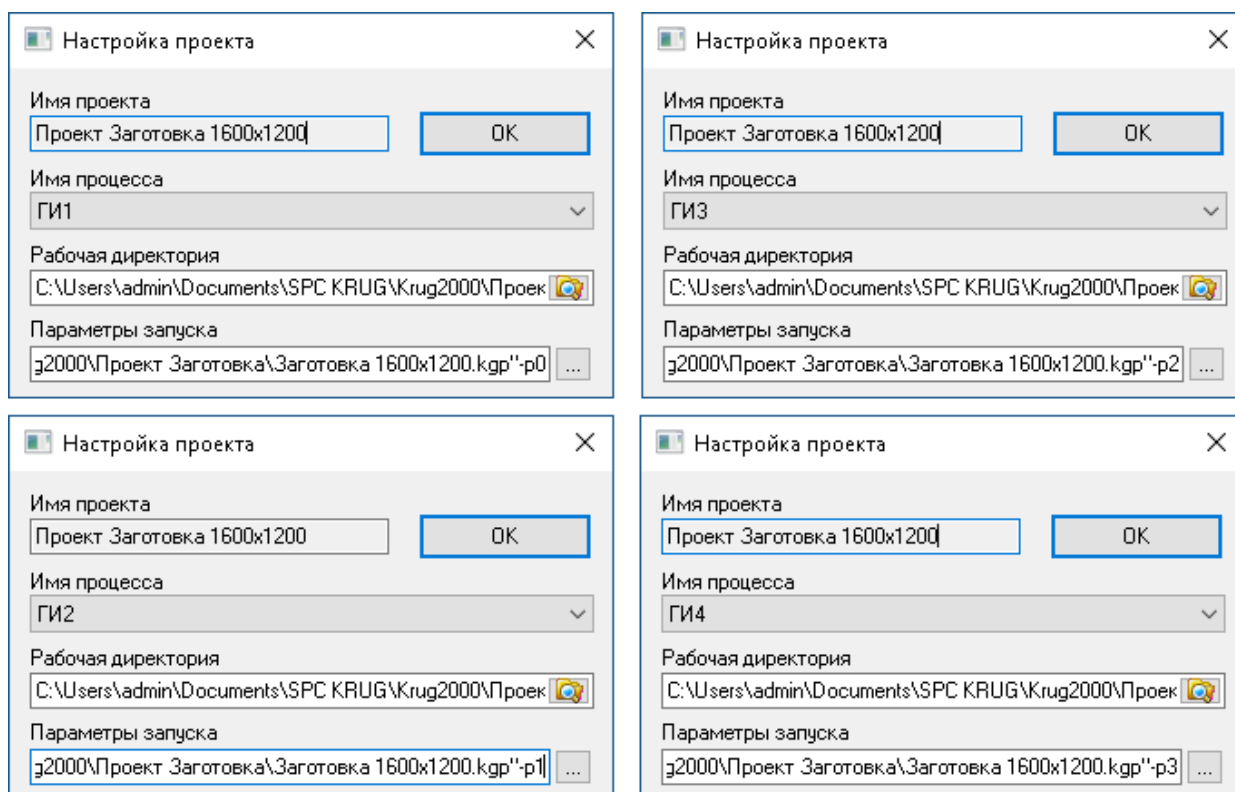 Настройка проекта
Имя проекта
Проект Заготовка 1600x1200
OK
Имя процесса
ГИ1
Рабочая директория
C:\Users\admin\Documents\SPC KRUG\Krug2000\Проек
Параметры запуска
g2000\Проект Заготовка\Заготовка 1600x1200.kgp"-p0
...
Настройка проекта
Имя проекта
Проект Заготовка 1600x1200
OK
Имя процесса
ГИ3
Рабочая директория
C:\Users\admin\Documents\SPC KRUG\Krug2000\Проек
Параметры запуска
g2000\Проект Заготовка\Заготовка 1600x1200.kgp"-p2
...
Настройка проекта
Имя проекта
Проект Заготовка 1600x1200
OK
Имя процесса
ГИ2
Рабочая директория
C:\Users\admin\Documents\SPC KRUG\Krug2000\Проек
Параметры запуска
g2000\Проект Заготовка\Заготовка 1600x1200.kgp"-p1
...
Настройка проекта
Имя проекта
Проект Заготовка 1600x1200
OK
Имя процесса
ГИ4
Рабочая директория
C:\Users\admin\Documents\SPC KRUG\Krug2000\Проек
Параметры запуска
g2000\Проект Заготовка\Заготовка 1600x1200.kgp"-p3
...